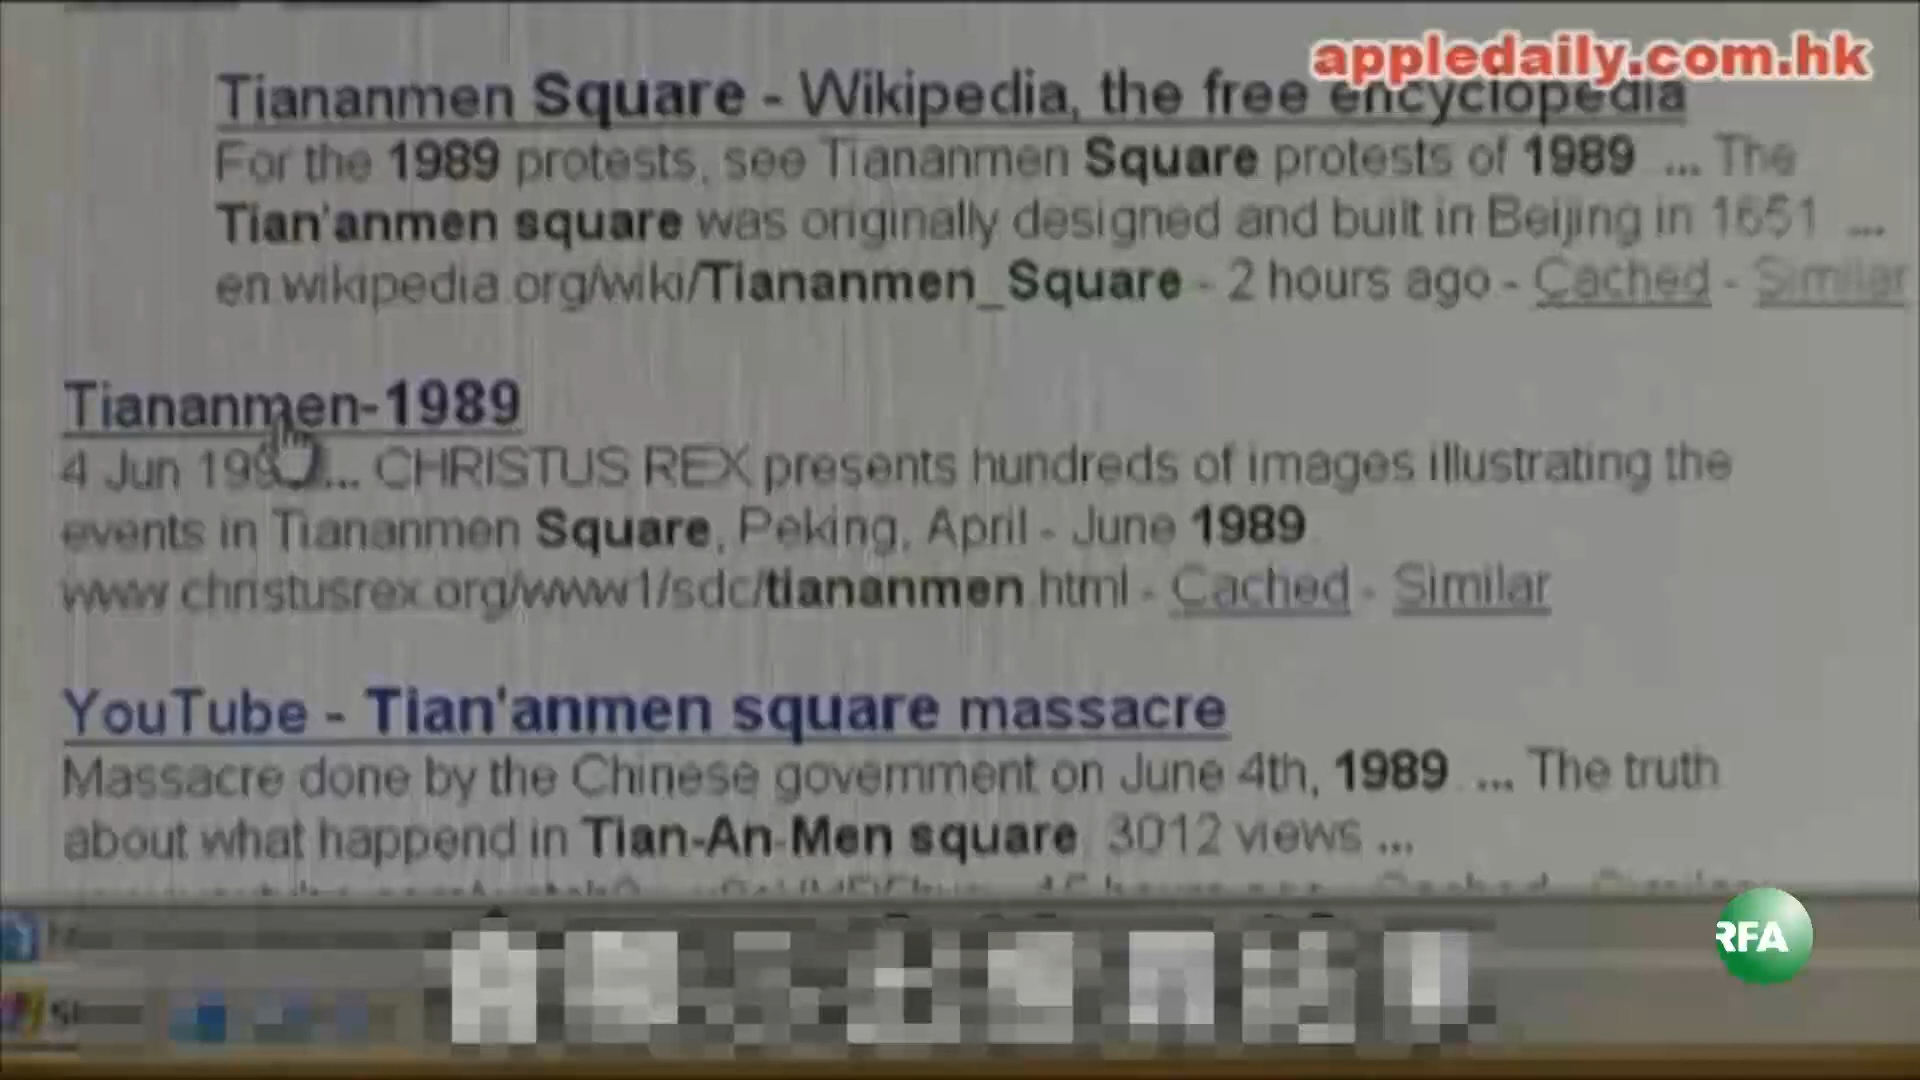 appledaily.com.hk
Tiananmen Square - Wikipedia, the free encyclopedia
For the 1989 protests, see Tiananmen Square protests of 1989 ... The
Tian'anmen square was originally designed and built in Beijing in 1651 ...
en.wikipedia.org/wiki/Tiananmen_Square - 2 hours ago - Cached - Similar
Tiananmen-1989
4 Jun ... CHRISTUS REX presents hundreds of images illustrating the
events in Tiananmen Square, Peking, April - June 1989.
www.christusrex.org/www1/sdc/tiananmen.html - Cached - Similar
YouTube - Tian'anmen square massacre
Massacre done by the Chinese government on June 4th, 1989 ... The truth
about what happend in Tian-An-Men square. 3012 views ...
RFA